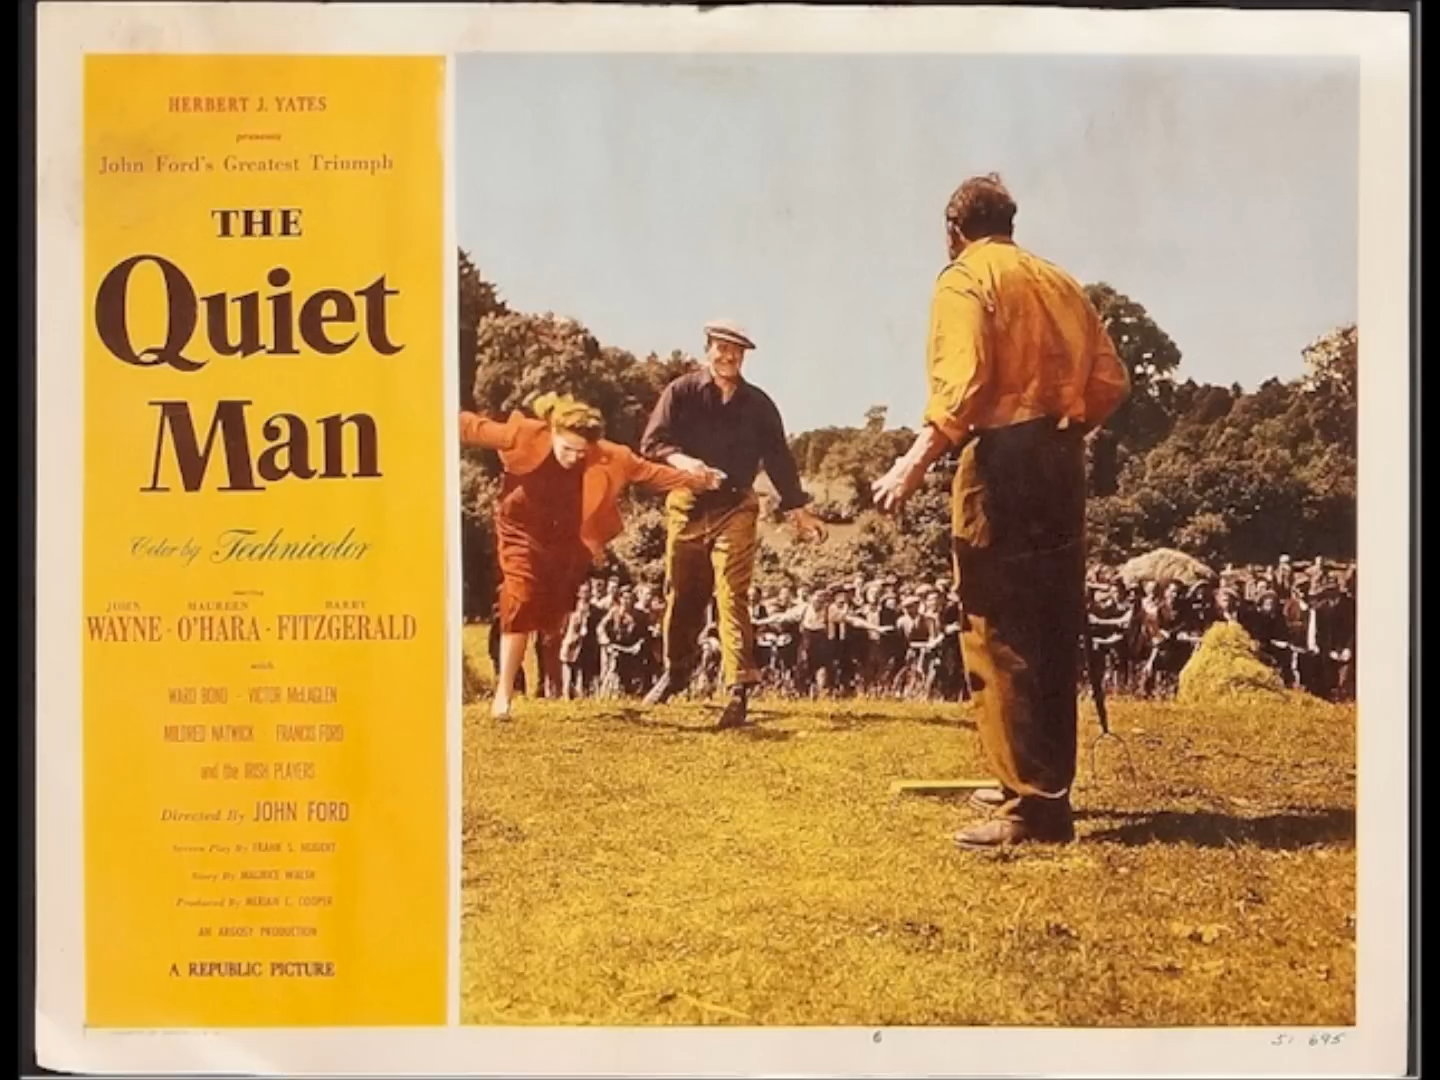 HERBERT J. YATES
presents
John Ford's Greatest Triumph
THE
Quiet
Man
Color by Technicolor
starring
JOHN MAUREEN BARRY
WAYNE · O'HARA · FITZGERALD
with
WARD BOND · VICTOR McLAGLEN
MILDRED NATWICK · FRANCIS FORD
and the IRISH PLAYERS
Directed By JOHN FORD
Screen Play By FRANK S. NUGENT
Story By MAURICE WALSH
Produced By MERIAN C. COOPER
AN ARGOSY PRODUCTION
A REPUBLIC PICTURE
6
51 695